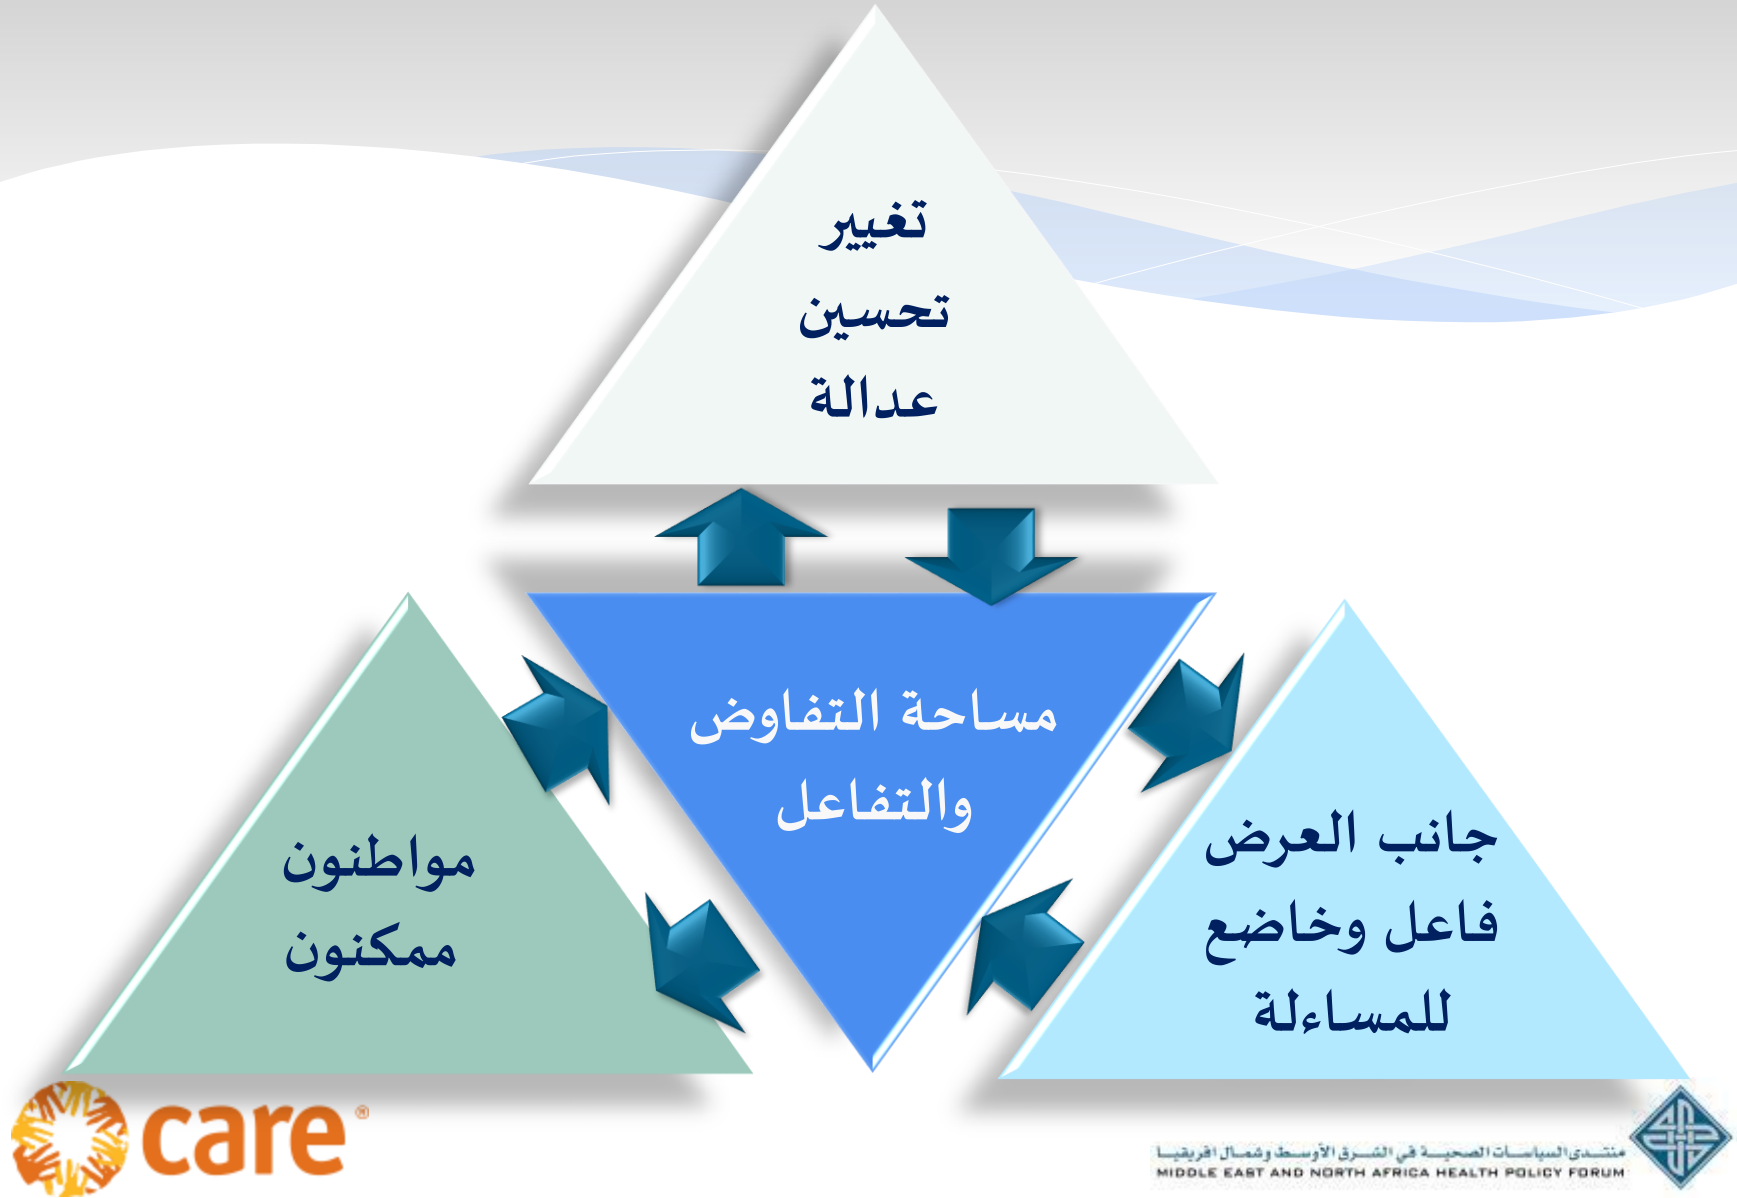 تغيير
تحسين
عدالة
مساحة التفاوض
والتفاعل
جانب العرض
فاعل وخاضع
للمساءلة
مواطنون
ممكنون
care®
منتدى السياسات الصحية في الشرق الأوسط وشمال افريقيا
MIDDLE EAST AND NORTH AFRICA HEALTH POLICY FORUM